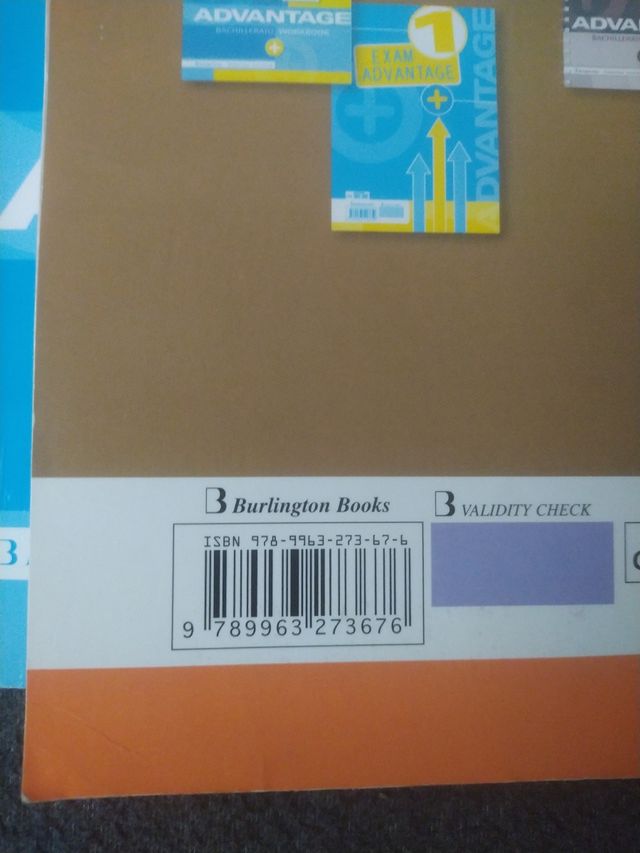 ADVANTAGE
BACHILLERATO WORKBOOK
1
EXAM
ADVANTAGE
ADVANTAGE
ADVA
BACHILLERA
B Burlington Books
B VALIDITY CHECK
ISBN 978-9963-273-67-6
9 789963 273676
B